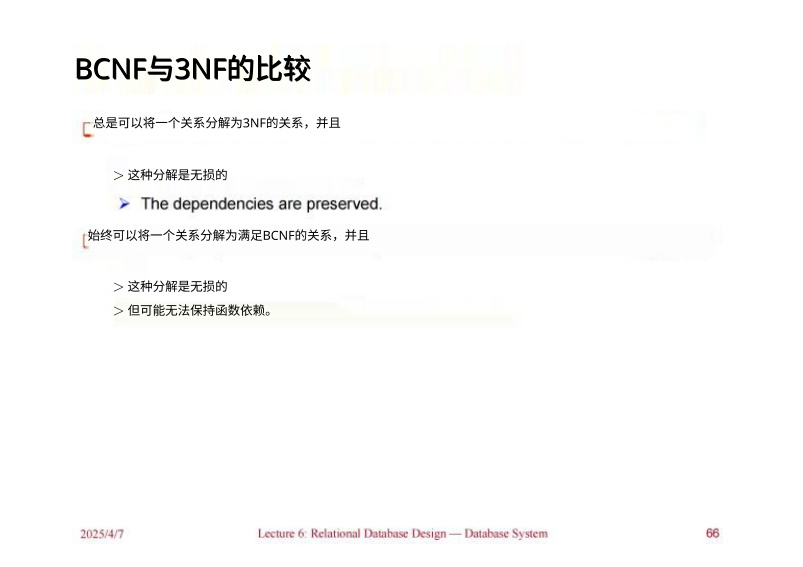 BCNF与3NF的比较
总是可以将一个关系分解为3NF的关系，并且
> 这种分解是无损的
➢ The dependencies are preserved.
始终可以将一个关系分解为满足BCNF的关系，并且
> 这种分解是无损的
> 但可能无法保持函数依赖。
2025/4/7 Lecture 6: Relational Database Design — Database System 66